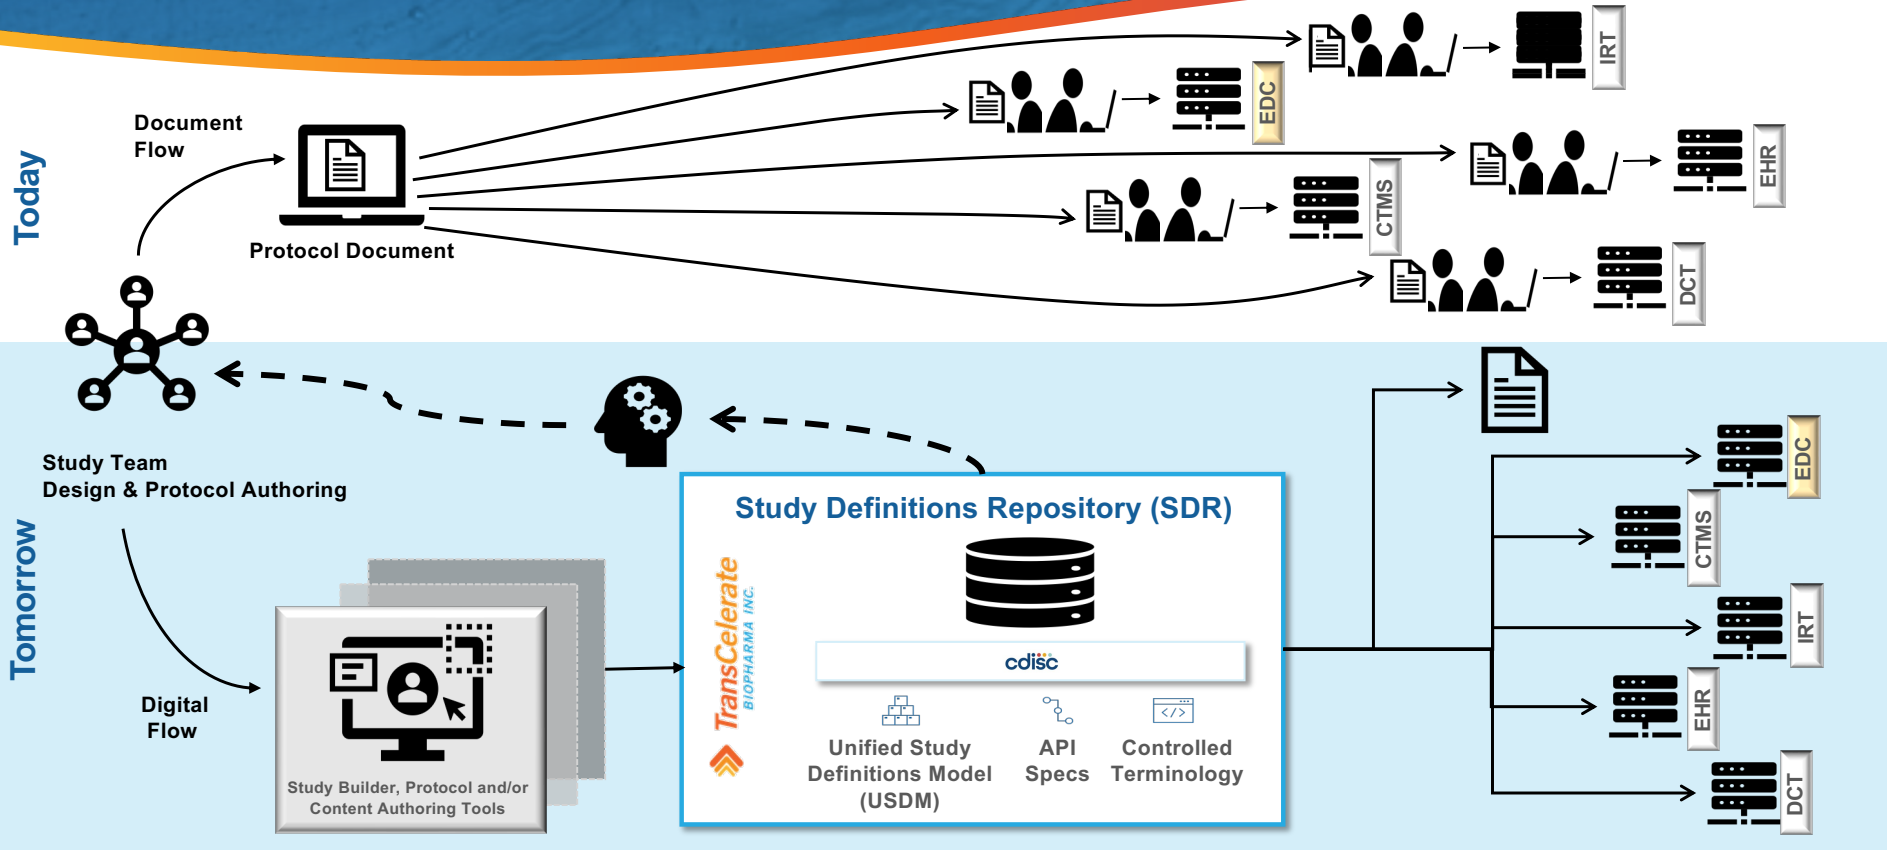 Today
Document
Flow
Protocol Document
IRT
EDC
EHR
CTMS
DCT
Tomorrow
Study Team
Design & Protocol Authoring
Digital
Flow
Study Builder, Protocol and/or
Content Authoring Tools
Study Definitions Repository (SDR)
TransCelerate
BIOPHARMA INC.
cdisc
</>
Unified Study
Definitions Model
(USDM)
API
Specs
Controlled
Terminology
EDC
CTMS
IRT
EHR
DCT